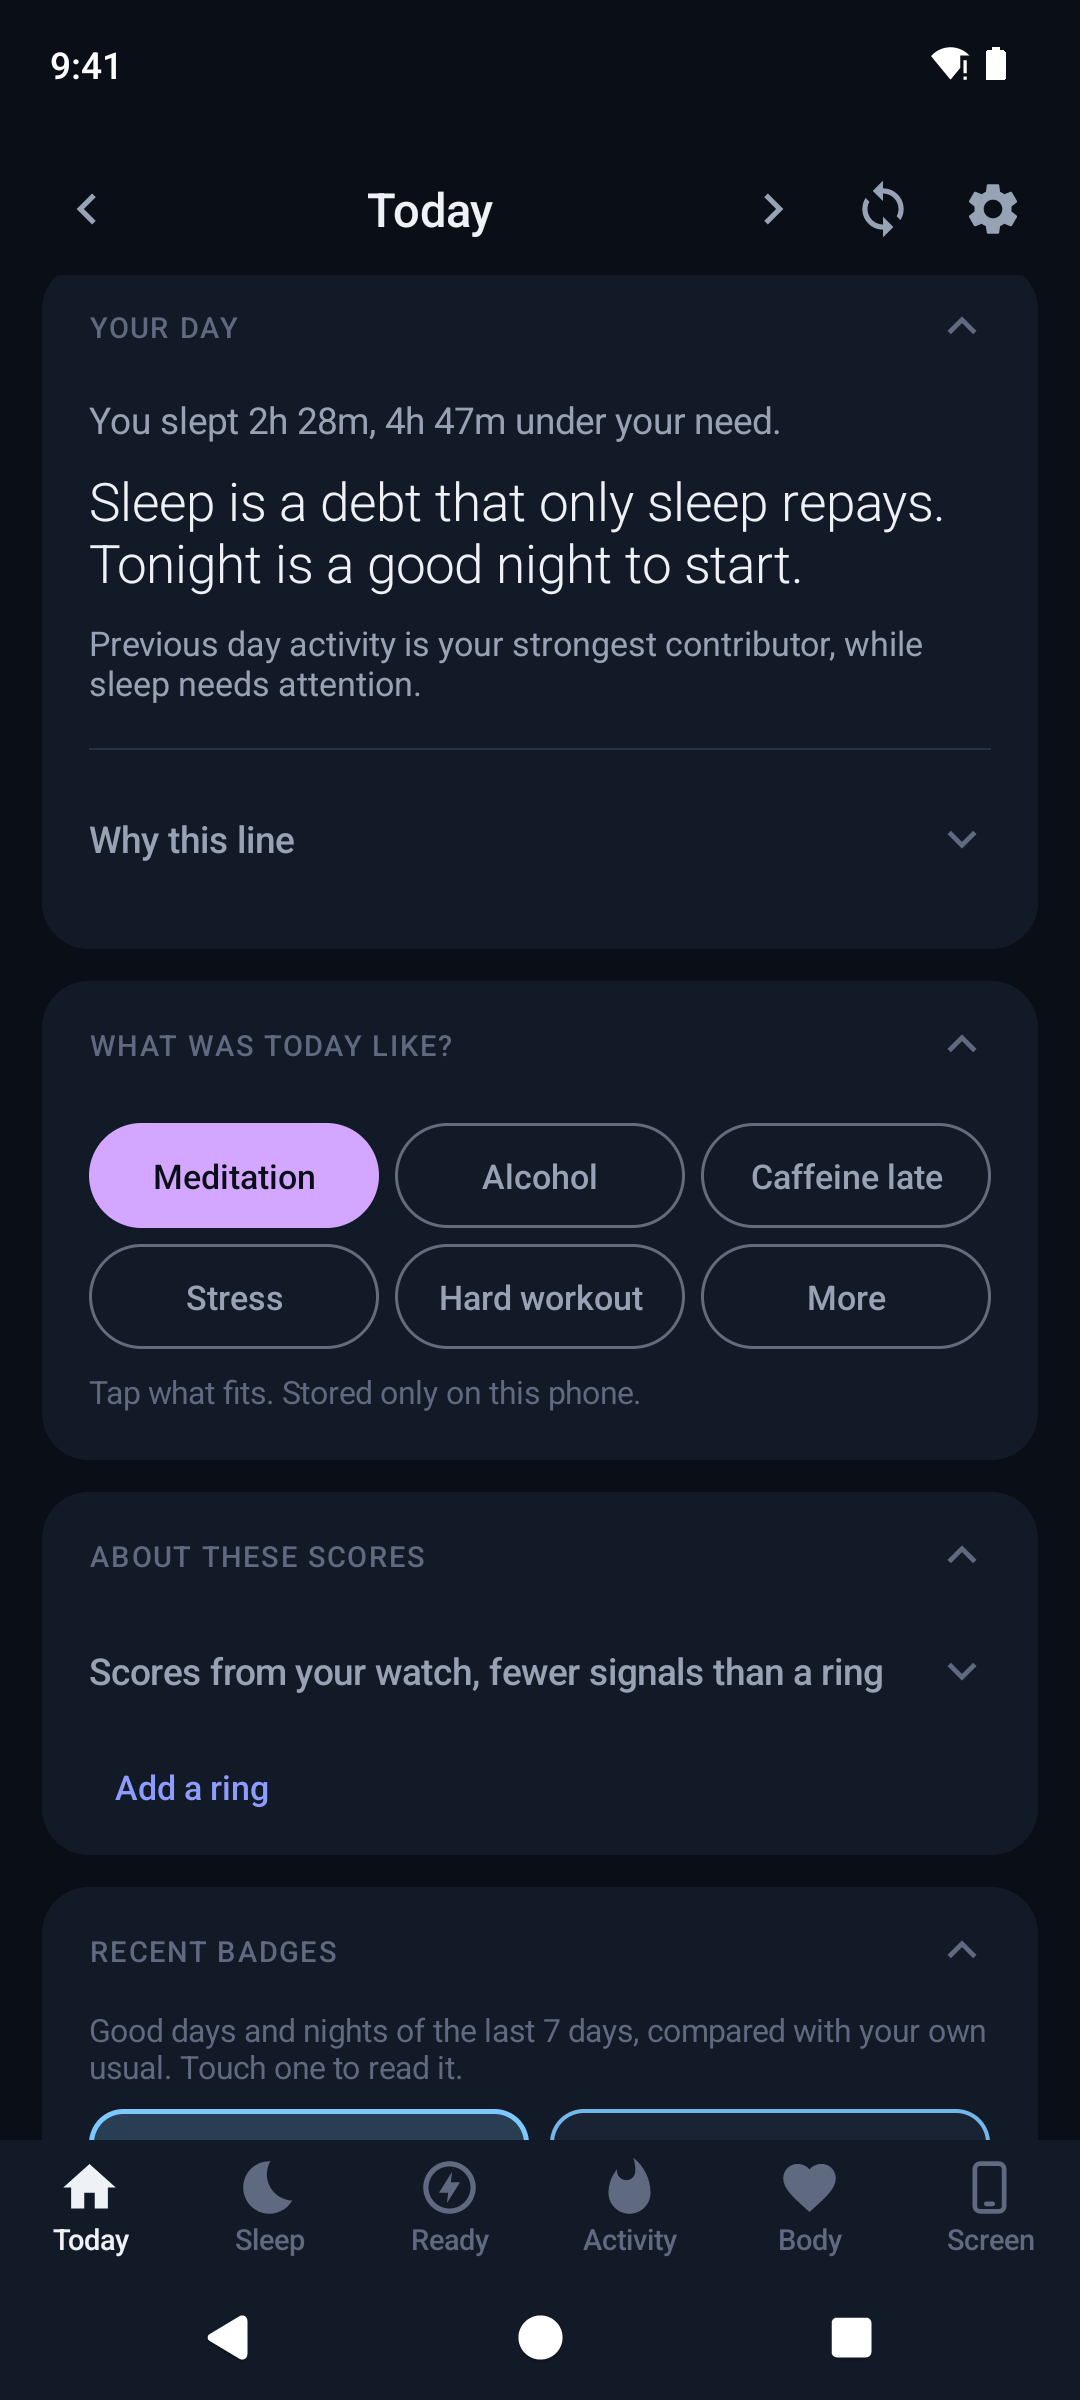 9:41
Today
YOUR DAY
You slept 2h 28m, 4h 47m under your need.
Sleep is a debt that only sleep repays.
Tonight is a good night to start.
Previous day activity is your strongest contributor, while
sleep needs attention.
Why this line
WHAT WAS TODAY LIKE?
Meditation
Alcohol
Caffeine late
Stress
Hard workout
More
Tap what fits. Stored only on this phone.
ABOUT THESE SCORES
Scores from your watch, fewer signals than a ring
Add a ring
RECENT BADGES
Good days and nights of the last 7 days, compared with your own
usual. Touch one to read it.
Today
Sleep
Ready
Activity
Body
Screen